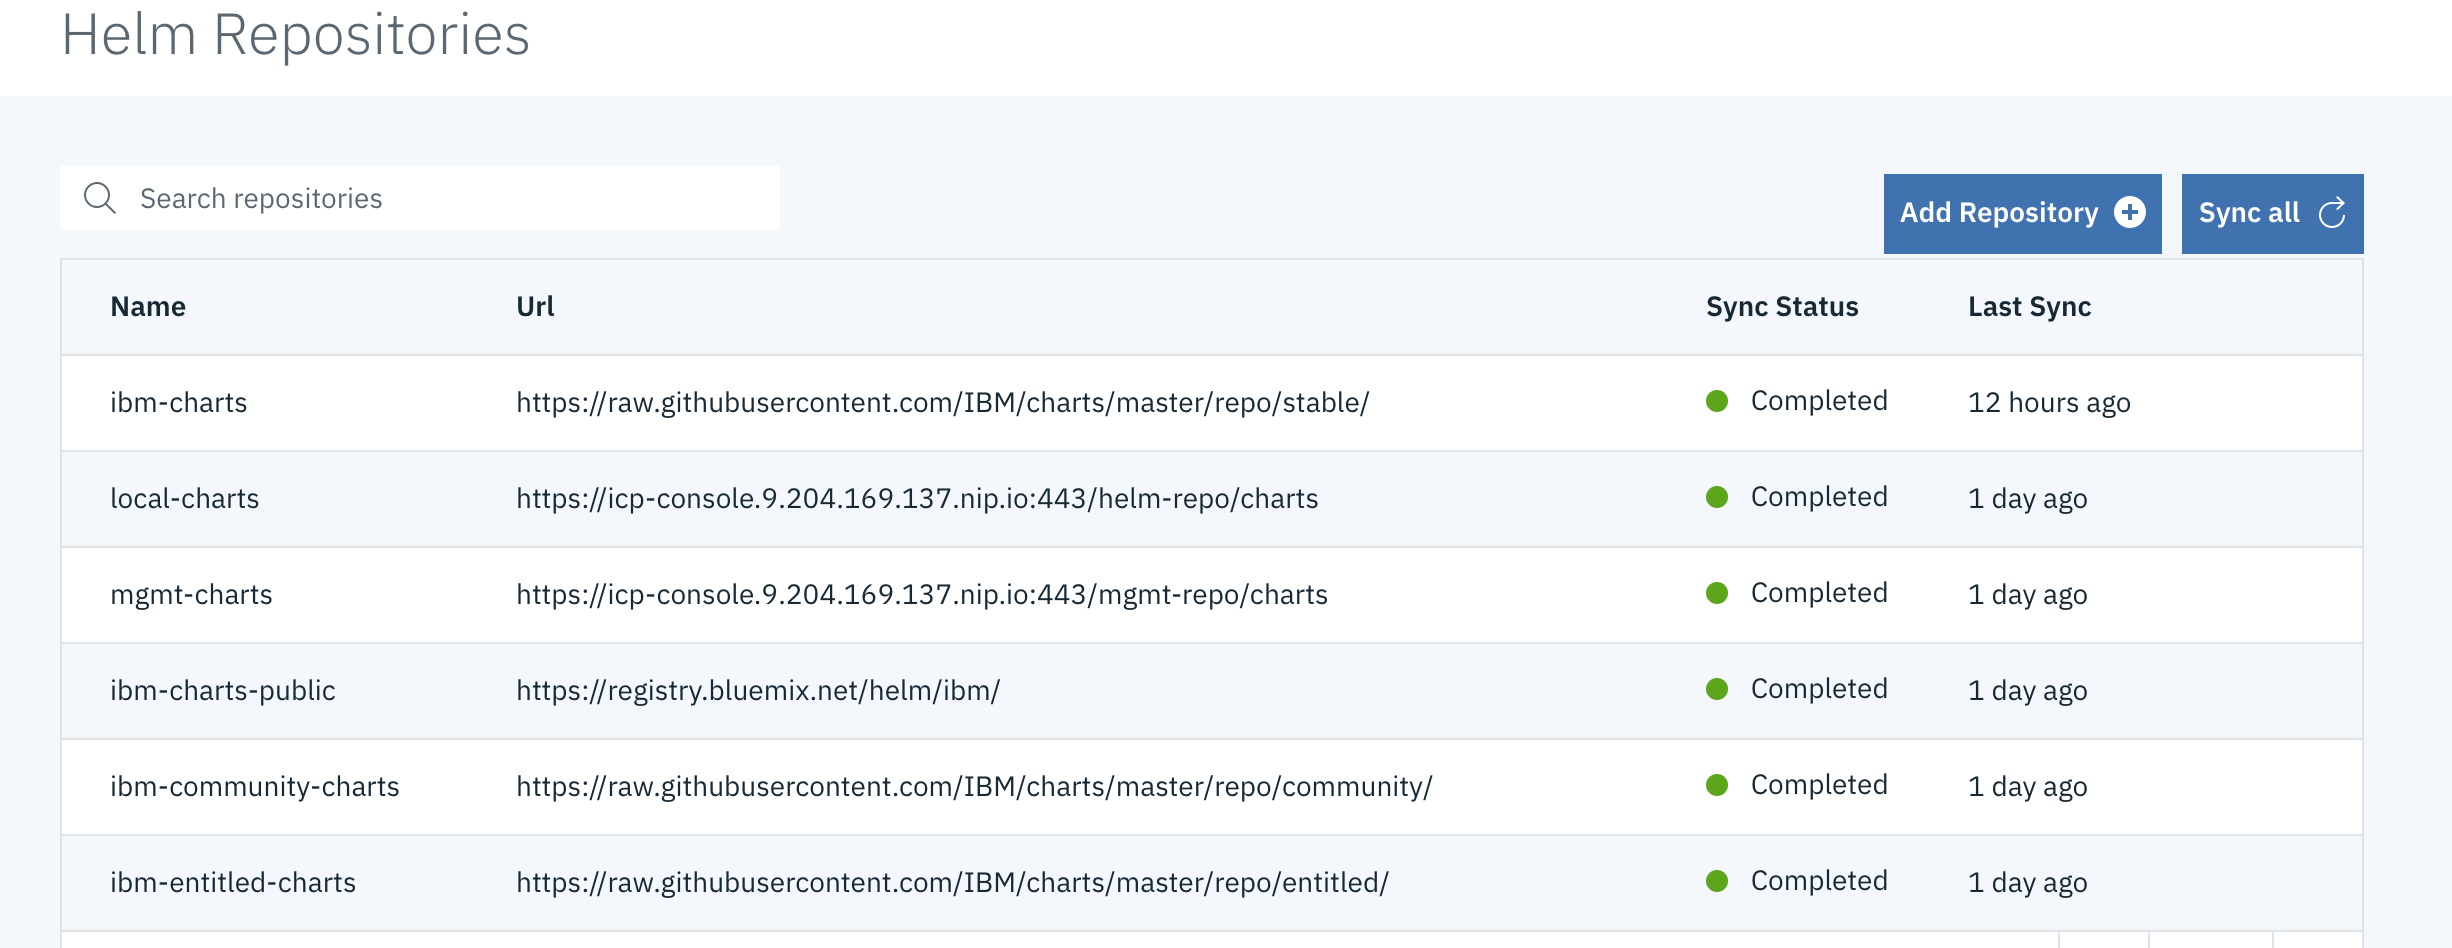 Helm Repositories
Search repositories
Add Repository Sync all
Name Url Sync Status Last Sync
ibm-charts https://raw.githubusercontent.com/IBM/charts/master/repo/stable/ Completed 12 hours ago
local-charts https://icp-console.9.204.169.137.nip.io:443/helm-repo/charts Completed 1 day ago
mgmt-charts https://icp-console.9.204.169.137.nip.io:443/mgmt-repo/charts Completed 1 day ago
ibm-charts-public https://registry.bluemix.net/helm/ibm/ Completed 1 day ago
ibm-community-charts https://raw.githubusercontent.com/IBM/charts/master/repo/community/ Completed 1 day ago
ibm-entitled-charts https://raw.githubusercontent.com/IBM/charts/master/repo/entitled/ Completed 1 day ago